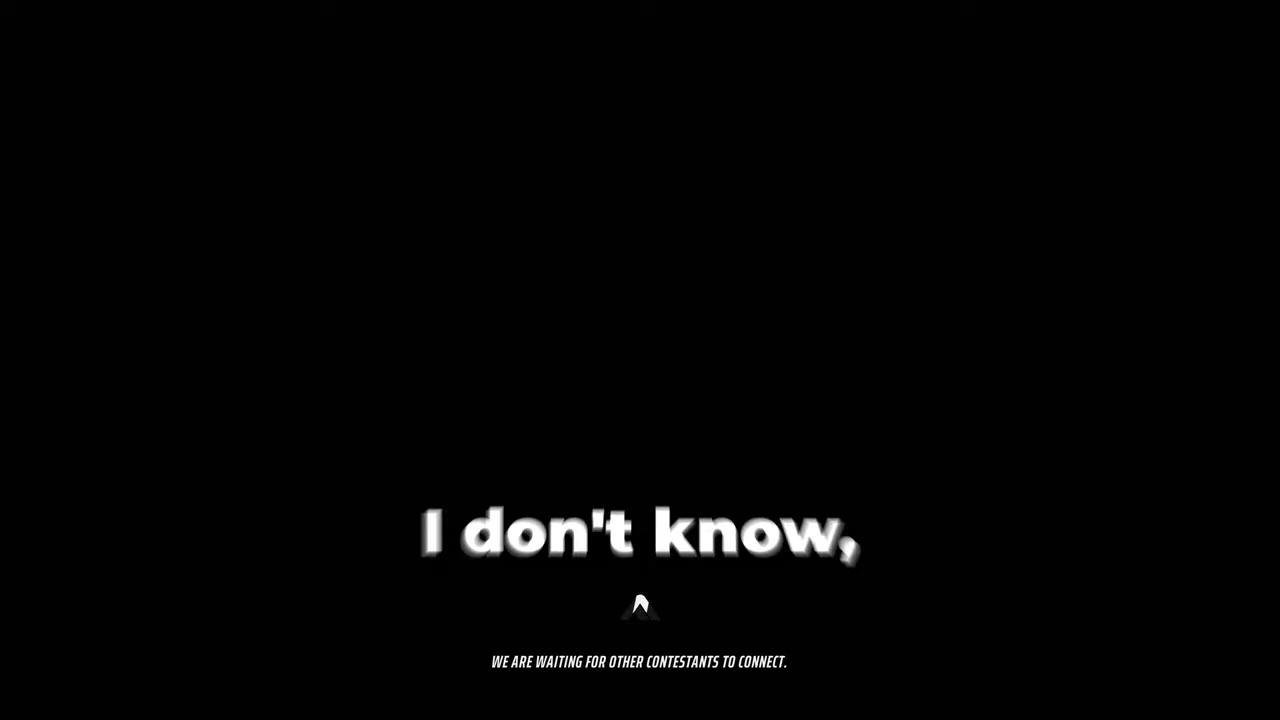 I don't know,
WE ARE WAITING FOR OTHER CONTESTANTS TO CONNECT.